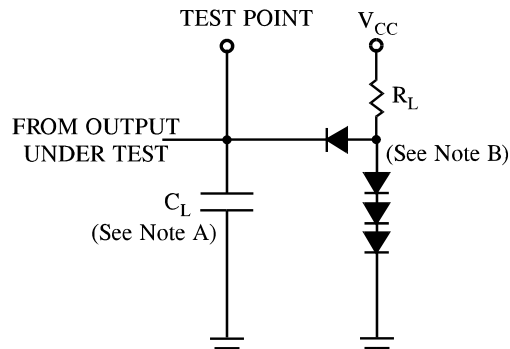 TEST POINT
V_CC
R_L
FROM OUTPUT
UNDER TEST
(See Note B)
C_L
(See Note A)